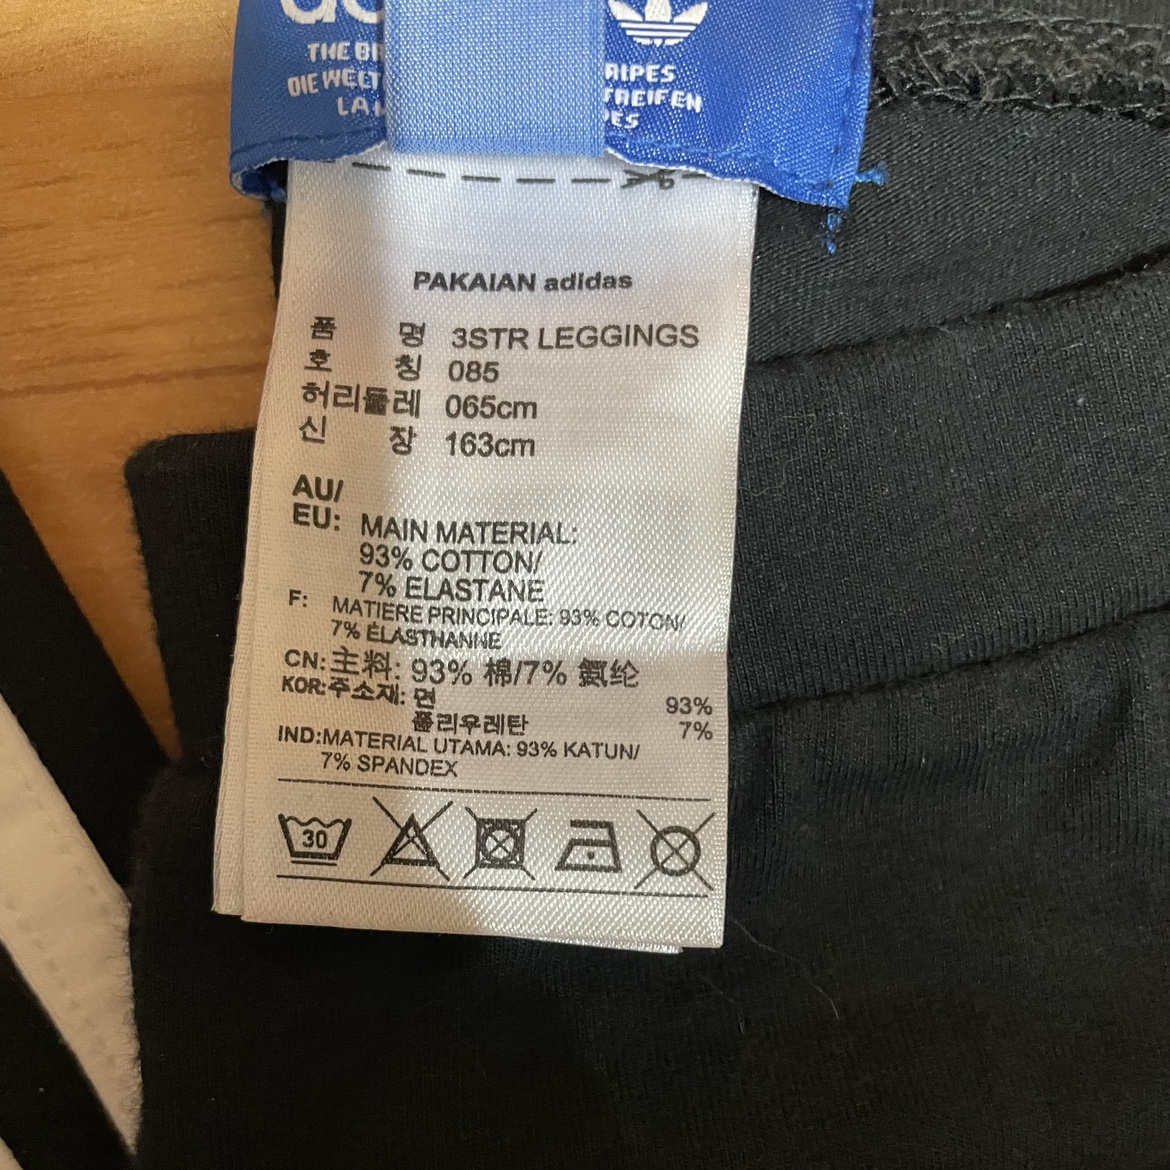 THE
DIE WELT
RIPES
PAKAIAN adidas
품 명 3STR LEGGINGS
호 칭 085
허리둘레 065cm
신 장 163cm
AU/
EU: MAIN MATERIAL:
93% COTTON/
7% ELASTANE
F: MATIERE PRINCIPALE: 93% COTON/
7% ÉLASTHANNE
CN: 主料: 93% 棉/7% 氨纶
KOR: 주소재: 면 93%
폴리우레탄 7%
IND: MATERIAL UTAMA: 93% KATUN/
7% SPANDEX
30